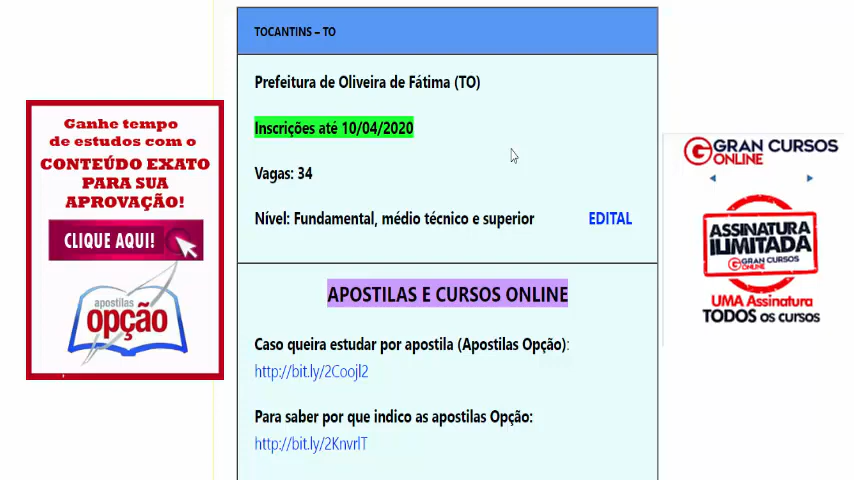 TOCANTINS – TO
Prefeitura de Oliveira de Fátima (TO)
Inscrições até 10/04/2020
Vagas: 34
Nível: Fundamental, médio técnico e superior EDITAL
APOSTILAS E CURSOS ONLINE
Caso queira estudar por apostila (Apostilas Opção):
http://bit.ly/2Coojl2
Para saber por que indico as apostilas Opção:
http://bit.ly/2KnvrlT
Ganhe tempo
de estudos com o
CONTEÚDO EXATO
PARA SUA
APROVAÇÃO!
CLIQUE AQUI!
apostilas
opção
GRAN CURSOS
ONLINE
ASSINATURA
ILIMITADA
GRAN CURSOS
ONLINE
UMA Assinatura
TODOS os cursos